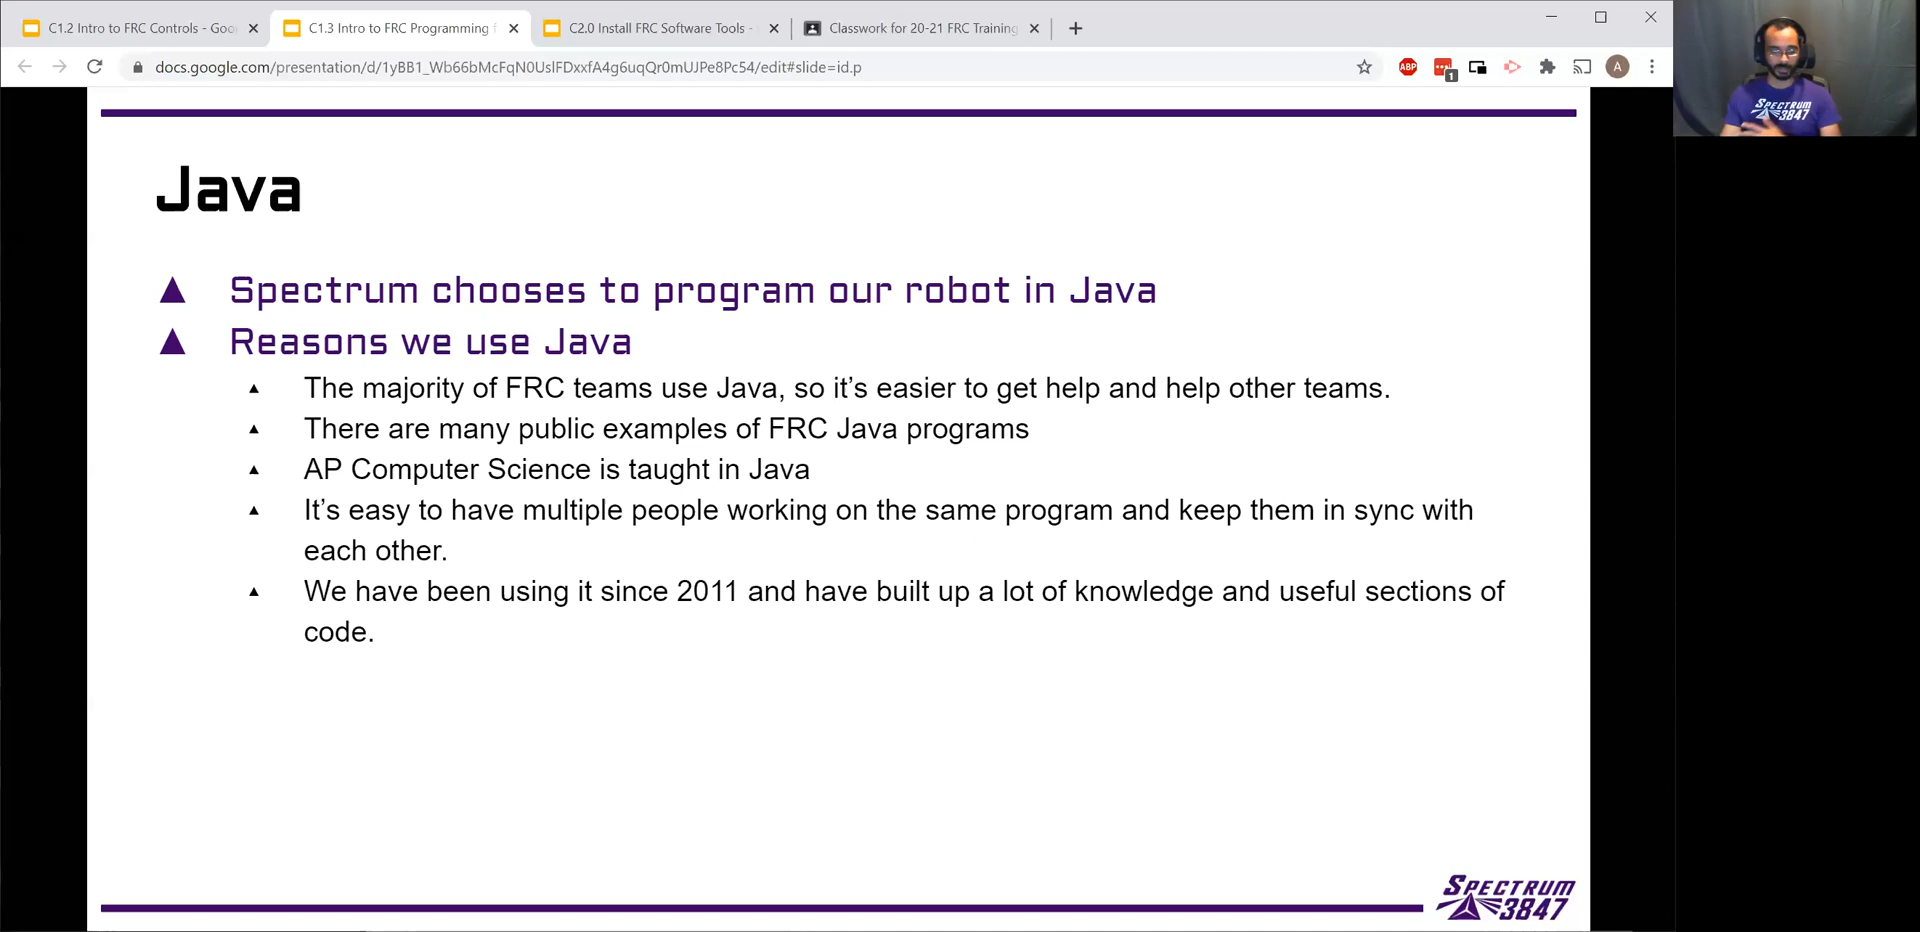 C1.2 Intro to FRC Controls - Goo
C1.3 Intro to FRC Programming f
C2.0 Install FRC Software Tools -
Classwork for 20-21 FRC Training
docs.google.com/presentation/d/1yBB1_Wb66bMcFqN0UslFDxxfA4g6uqQr0mUJPe8Pc54/edit#slide=id.p
ABP
1
A
SPECTRUM
3847
Java
Spectrum chooses to program our robot in Java
Reasons we use Java
The majority of FRC teams use Java, so it’s easier to get help and help other teams.
There are many public examples of FRC Java programs
AP Computer Science is taught in Java
It’s easy to have multiple people working on the same program and keep them in sync with
each other.
We have been using it since 2011 and have built up a lot of knowledge and useful sections of
code.
SPECTRUM
3847